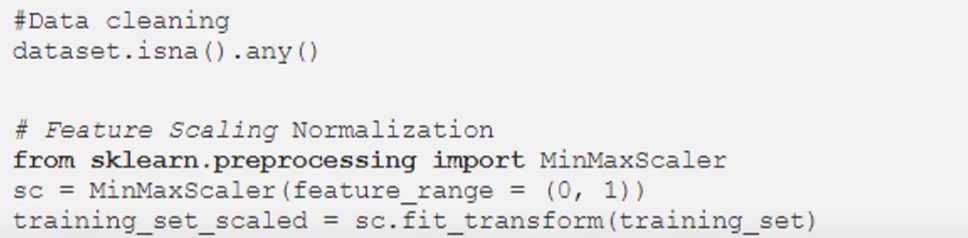 #Data cleaning
dataset.isna().any()
# Feature Scaling Normalization
from sklearn.preprocessing import MinMaxScaler
sc = MinMaxScaler(feature_range = (0, 1))
training_set_scaled = sc.fit_transform(training_set)